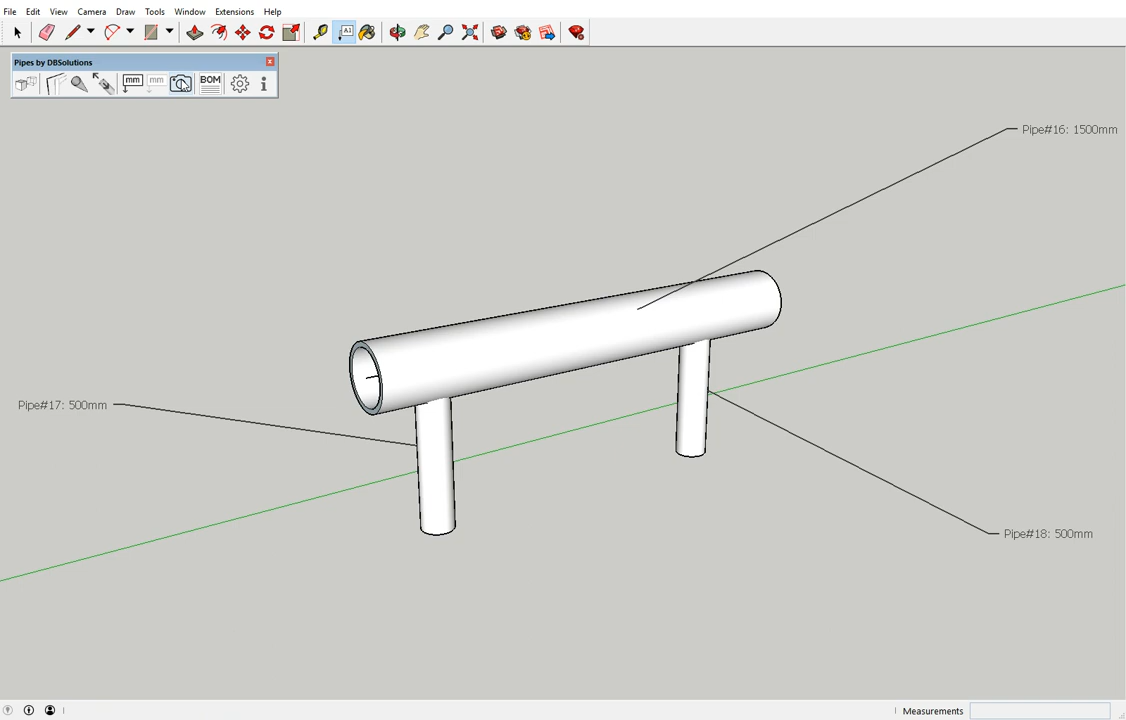 File Edit View Camera Draw Tools Window Extensions Help
A1
Pipes by DBSolutions
mm mm BOM i
Pipe#16: 1500mm
Pipe#17: 500mm
Pipe#18: 500mm
Measurements